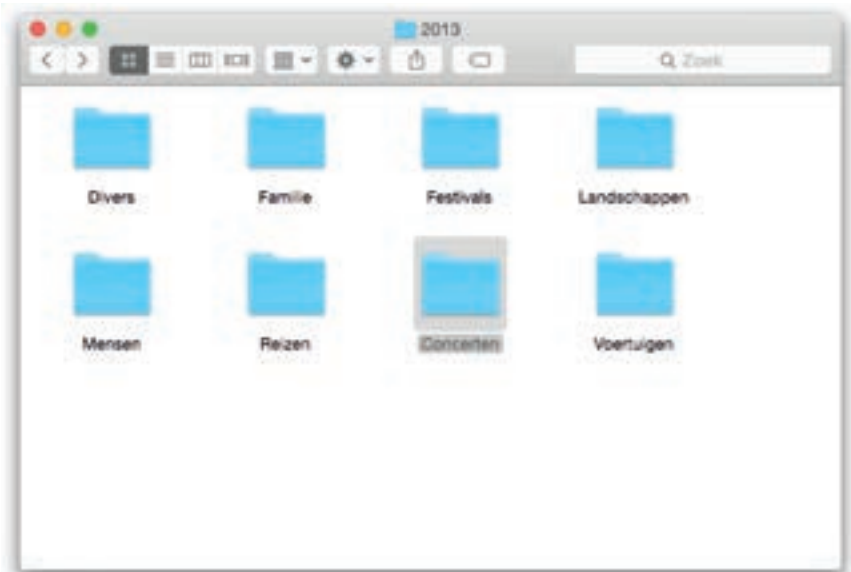 2013
Zoek
Divers Familie Festivals Landschappen
Mensen Reizen Concerten Voertuigen